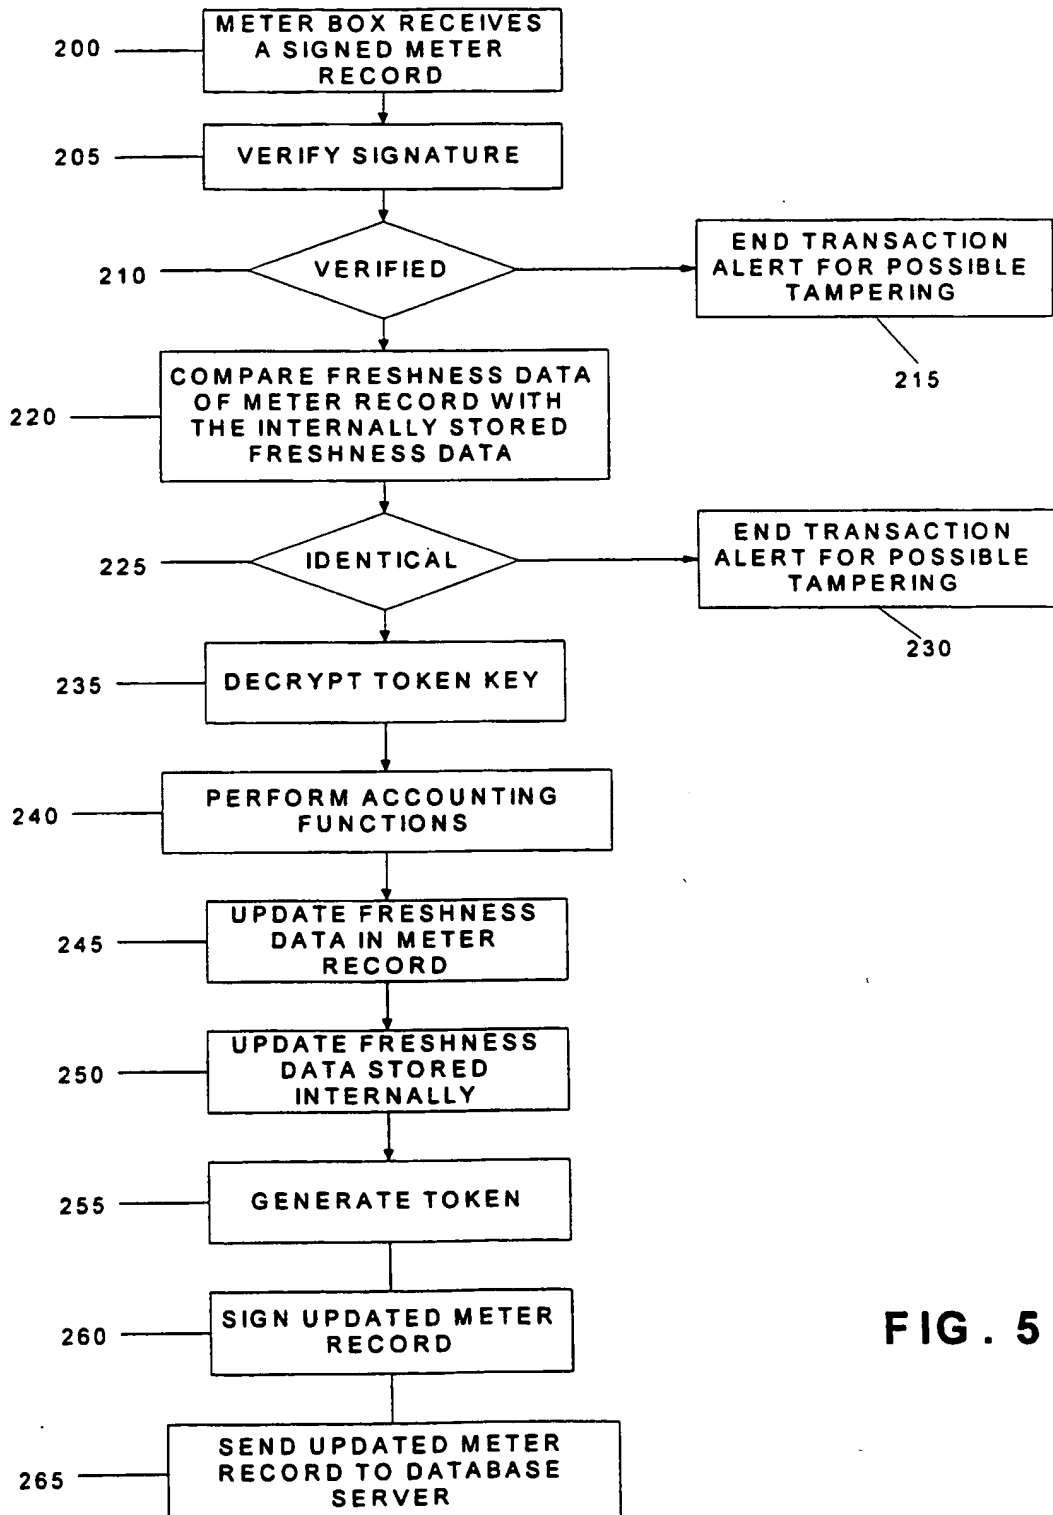 METER BOX RECEIVES
A SIGNED METER
RECORD
200
VERIFY SIGNATURE
205
VERIFIED
210
END TRANSACTION
ALERT FOR POSSIBLE
TAMPERING
215
COMPARE FRESHNESS DATA
OF METER RECORD WITH
THE INTERNALLY STORED
FRESHNESS DATA
220
IDENTICAL
225
END TRANSACTION
ALERT FOR POSSIBLE
TAMPERING
230
DECRYPT TOKEN KEY
235
PERFORM ACCOUNTING
FUNCTIONS
240
UPDATE FRESHNESS
DATA IN METER
RECORD
245
UPDATE FRESHNESS
DATA STORED
INTERNALLY
250
GENERATE TOKEN
255
SIGN UPDATED METER
RECORD
260
FIG. 5
SEND UPDATED METER
RECORD TO DATABASE
SERVER
265